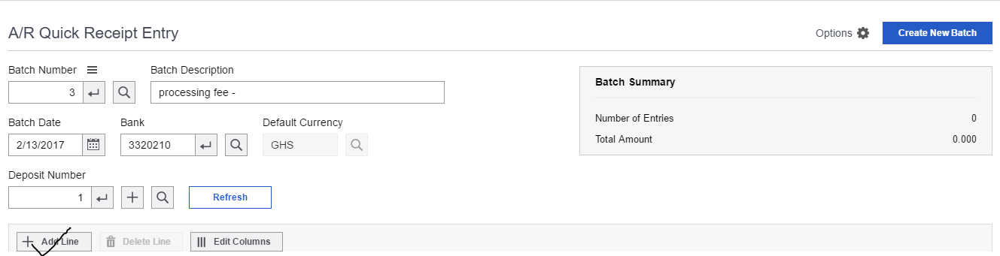 A/R Quick Receipt Entry
Options Create New Batch
Batch Number Batch Description
3 processing fee -
Batch Date Bank Default Currency
2/13/2017 3320210 GHS
Deposit Number
1 Refresh
Batch Summary
Number of Entries 0
Total Amount 0.000
Add Line Delete Line Edit Columns